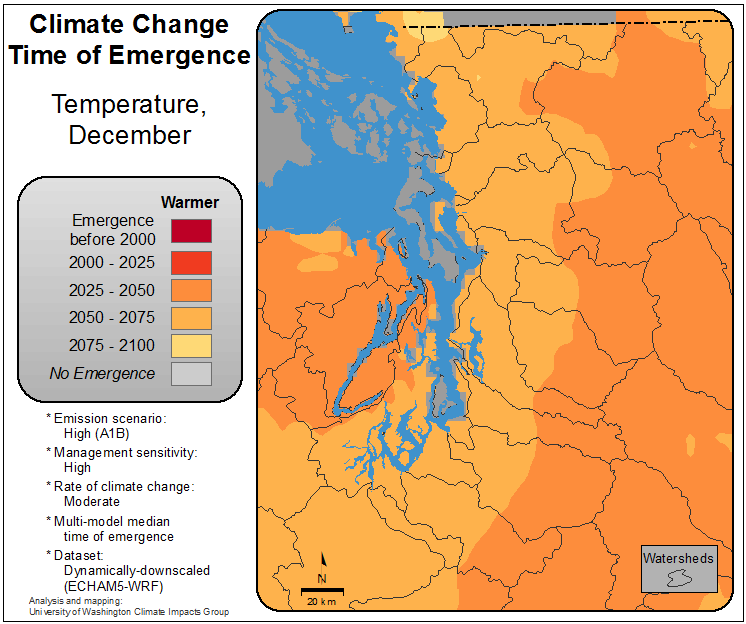 Climate Change
Time of Emergence
Temperature,
December
Warmer
Emergence
before 2000
2000 - 2025
2025 - 2050
2050 - 2075
2075 - 2100
No Emergence
* Emission scenario:
High (A1B)
* Management sensitivity:
High
* Rate of climate change:
Moderate
* Multi-model median
time of emergence
* Dataset:
Dynamically-downscaled
(ECHAM5-WRF)
Analysis and mapping:
University of Washington Climate Impacts Group
N
20 km
Watersheds